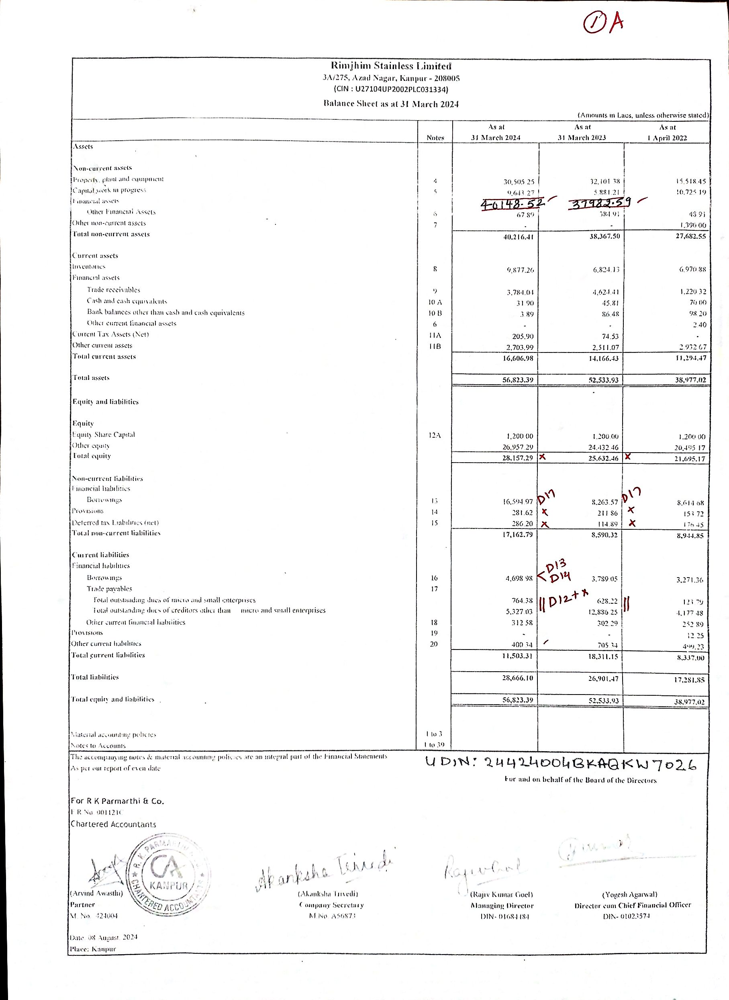 ① A
Rimjhim Stainless Limited
3A/275, Azad Nagar, Kanpur - 208005
(CIN : U27104UP2002PLC031334)
Balance Sheet as at 31 March 2024
(Amounts in Lacs, unless otherwise stated)
Notes As at 31 March 2024 As at 31 March 2023 As at 1 April 2022
Assets
Non-current assets
Property, plant and equipment 4 30,505.25 32,101.38 15,518.45
Capital work in progress 5 9,643.27 5,881.21 10,725.19
Financial assets 40148.52 37982.59
Other Financial Assets 6 67.89 384.91 43.91
Other non-current assets 7 - - 1,390.00
Total non-current assets 40,216.41 38,367.50 27,682.55
Current assets
Inventories 8 9,877.26 6,824.13 6,970.88
Financial assets
Trade receivables 9 3,784.04 4,624.41 1,220.32
Cash and cash equivalents 10 A 31.90 45.81 70.00
Bank balances other than cash and cash equivalents 10 B 3.89 86.48 98.20
Other current financial assets 6 - - 2.40
Current Tax Assets (Net) 11A 205.90 74.53 -
Other current assets 11B 2,703.99 2,511.07 2,932.67
Total current assets 16,606.98 14,166.43 11,294.47
Total assets 56,823.39 52,533.93 38,977.02
Equity and liabilities
Equity
Equity Share Capital 12A 1,200.00 1,200.00 1,200.00
Other equity 26,957.29 24,432.46 20,495.17
Total equity 28,157.29 x 25,632.46 x 21,695.17
Non-current liabilities
Financial liabilities
Borrowings 13 16,594.97 D17 8,263.57 D17 8,614.68
Provisions 14 281.62 x 211.86 x 153.72
Deferred tax Liabilities (net) 15 286.20 x 114.89 x 176.45
Total non-current liabilities 17,162.79 8,590.32 8,944.85
Current liabilities
Financial liabilities
Borrowings 16 4,698.98 < D13 D14 3,789.05 3,271.36
Trade payables 17
Total outstanding dues of micro and small enterprises 764.38 || D12+x 628.22 || 123.79
Total outstanding dues of creditors other than micro and small enterprises 5,327.03 12,886.25 4,177.48
Other current financial liabilities 18 312.58 302.29 252.89
Provisions 19 - - 12.25
Other current liabilities 20 400.34 705.34 499.23
Total current liabilities 11,503.31 18,311.15 8,337.00
Total liabilities 28,666.10 26,901.47 17,281.85
Total equity and liabilities 56,823.39 52,533.93 38,977.02
Material accounting policies 1 to 3
Notes to Accounts 1 to 39
The accompanying notes & material accounting policies are an integral part of the Financial Statements
UDIN: 24424004BKAQKW7026
As per our report of even date
For and on behalf of the Board of the Directors
For R K Parmarthi & Co.
F R No. 001121C
Chartered Accountants
R. K. PARMARTHI
CA
KANPUR
CHARTERED ACCOUNTANTS
Akanksha Trivedi
Rajiv Goel
(Arvind Awasthi) (Akanksha Trivedi) (Rajiv Kumar Goel) (Yogesh Agarwal)
Partner Company Secretary Managing Director Director cum Chief Financial Officer
M. No. 424004 M.No. A56873 DIN- 01684184 DIN- 01023574
Date: 08 August, 2024
Place: Kanpur